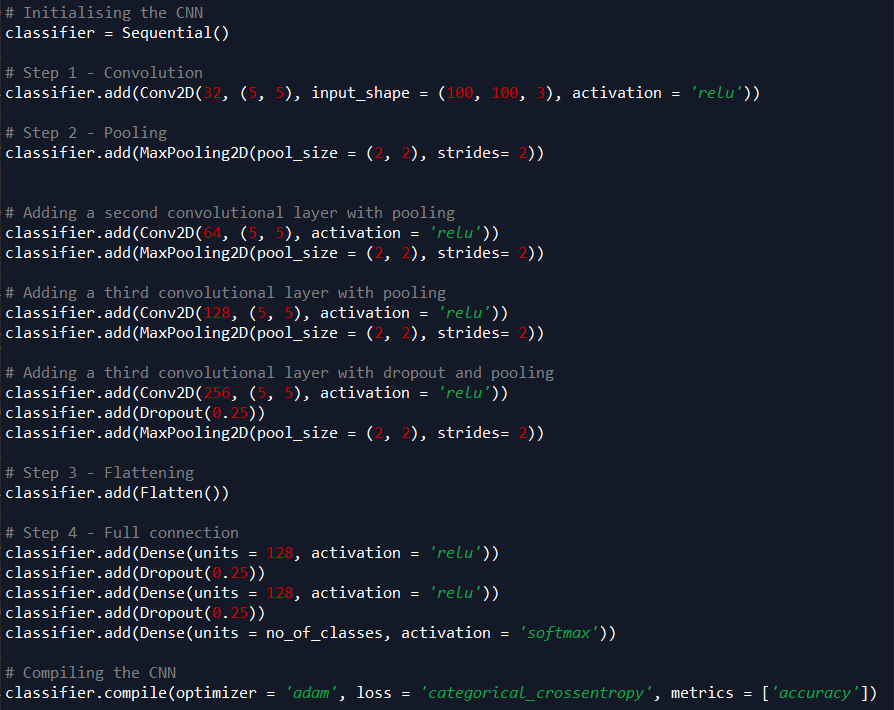 # Initialising the CNN
classifier = Sequential()
# Step 1 - Convolution
classifier.add(Conv2D(32, (5, 5), input_shape = (100, 100, 3), activation = 'relu'))
# Step 2 - Pooling
classifier.add(MaxPooling2D(pool_size = (2, 2), strides= 2))
# Adding a second convolutional layer with pooling
classifier.add(Conv2D(64, (5, 5), activation = 'relu'))
classifier.add(MaxPooling2D(pool_size = (2, 2), strides= 2))
# Adding a third convolutional layer with pooling
classifier.add(Conv2D(128, (5, 5), activation = 'relu'))
classifier.add(MaxPooling2D(pool_size = (2, 2), strides= 2))
# Adding a third convolutional layer with dropout and pooling
classifier.add(Conv2D(256, (5, 5), activation = 'relu'))
classifier.add(Dropout(0.25))
classifier.add(MaxPooling2D(pool_size = (2, 2), strides= 2))
# Step 3 - Flattening
classifier.add(Flatten())
# Step 4 - Full connection
classifier.add(Dense(units = 128, activation = 'relu'))
classifier.add(Dropout(0.25))
classifier.add(Dense(units = 128, activation = 'relu'))
classifier.add(Dropout(0.25))
classifier.add(Dense(units = no_of_classes, activation = 'softmax'))
# Compiling the CNN
classifier.compile(optimizer = 'adam', loss = 'categorical_crossentropy', metrics = ['accuracy'])